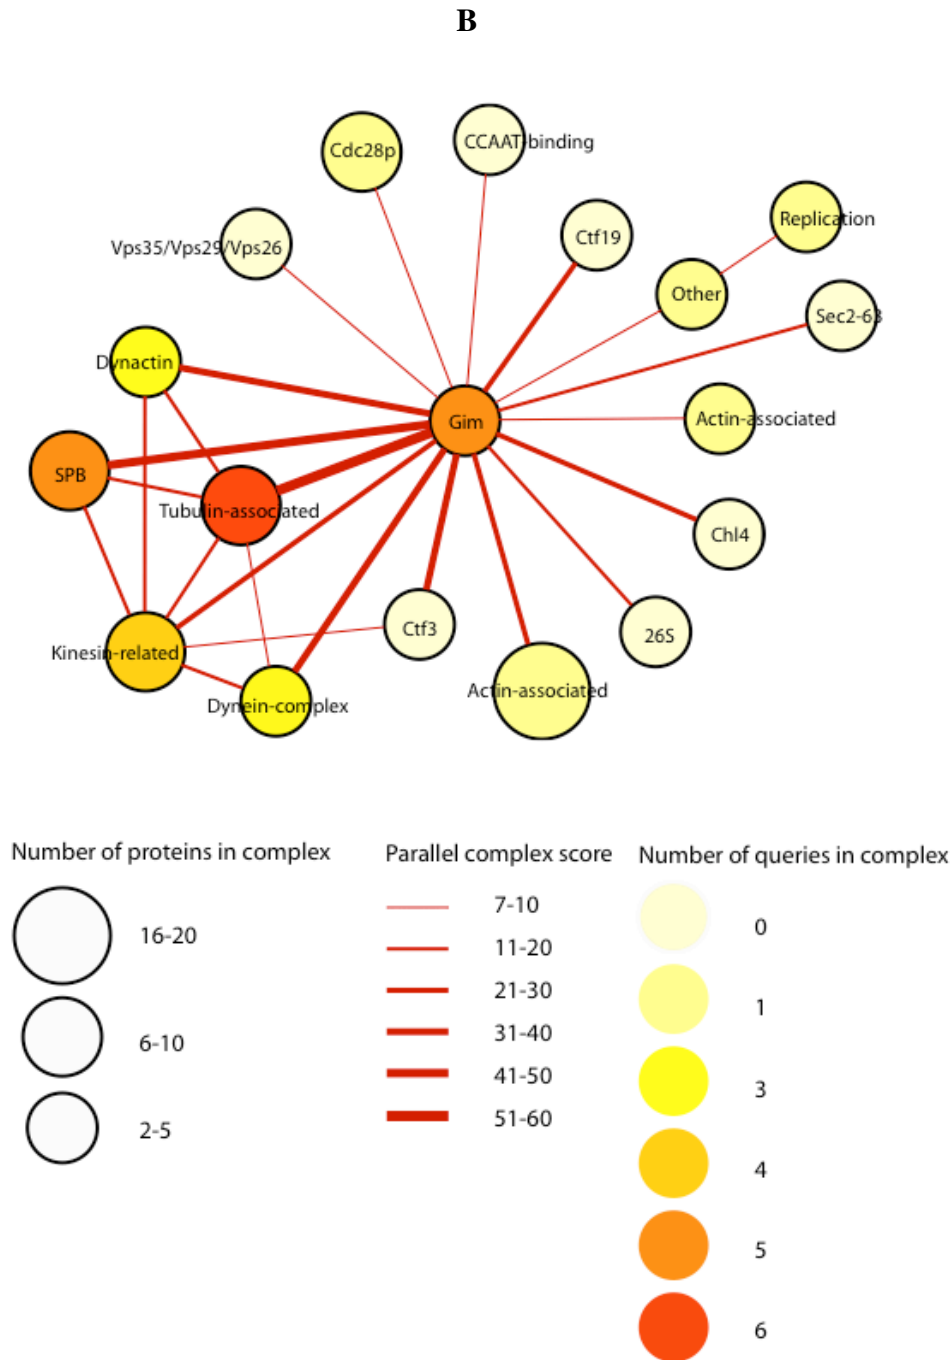 B
CCAAT-binding
Cdc28p
Replication
Ctf19
Vps35/Vps29/Vps26
Other
Sec2-63
Dynactin
Gim
Actin-associated
SPB
Tubulin-associated
Chl4
Ctf3
26S
Kinesin-related
Actin-associated
Dynein-complex
Number of proteins in complex
16-20
6-10
2-5
Parallel complex score
7-10
11-20
21-30
31-40
41-50
51-60
Number of queries in complex
0
1
3
4
5
6